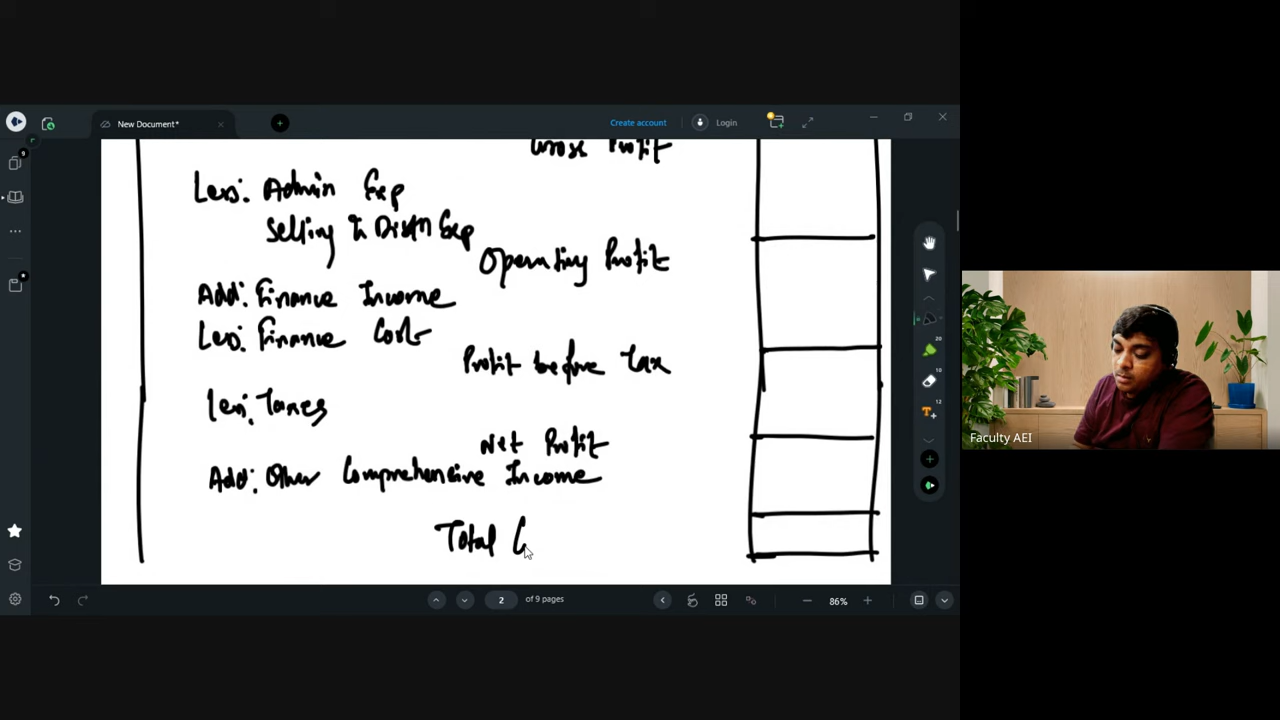 New Document*
Create account
Login
Gross Profit
Less: Admin Exp
Selling & Distn Exp
Operating Profit
Add: Finance Income
Less: Finance Cost
Profit before Tax
Less: Taxes
Net Profit
Add: Other Comprehensive Income
Total C
Faculty AEI
2 of 9 pages
86%